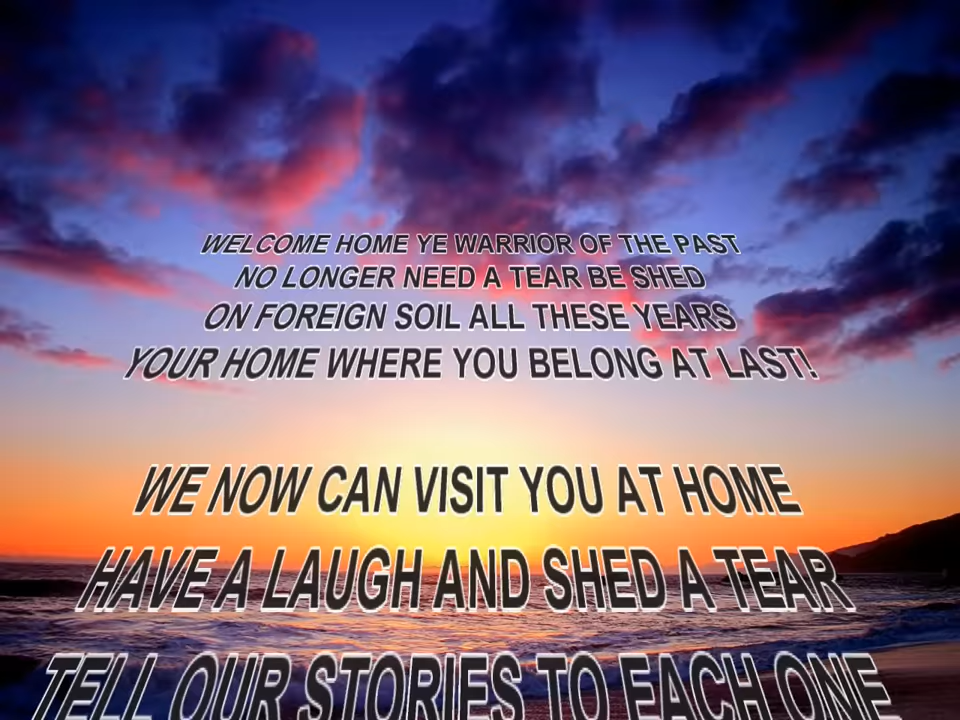 WELCOME HOME YE WARRIOR OF THE PAST
NO LONGER NEED A TEAR BE SHED
ON FOREIGN SOIL ALL THESE YEARS
YOUR HOME WHERE YOU BELONG AT LAST!
WE NOW CAN VISIT YOU AT HOME
HAVE A LAUGH AND SHED A TEAR
TELL OUR STORIES TO EACH ONE